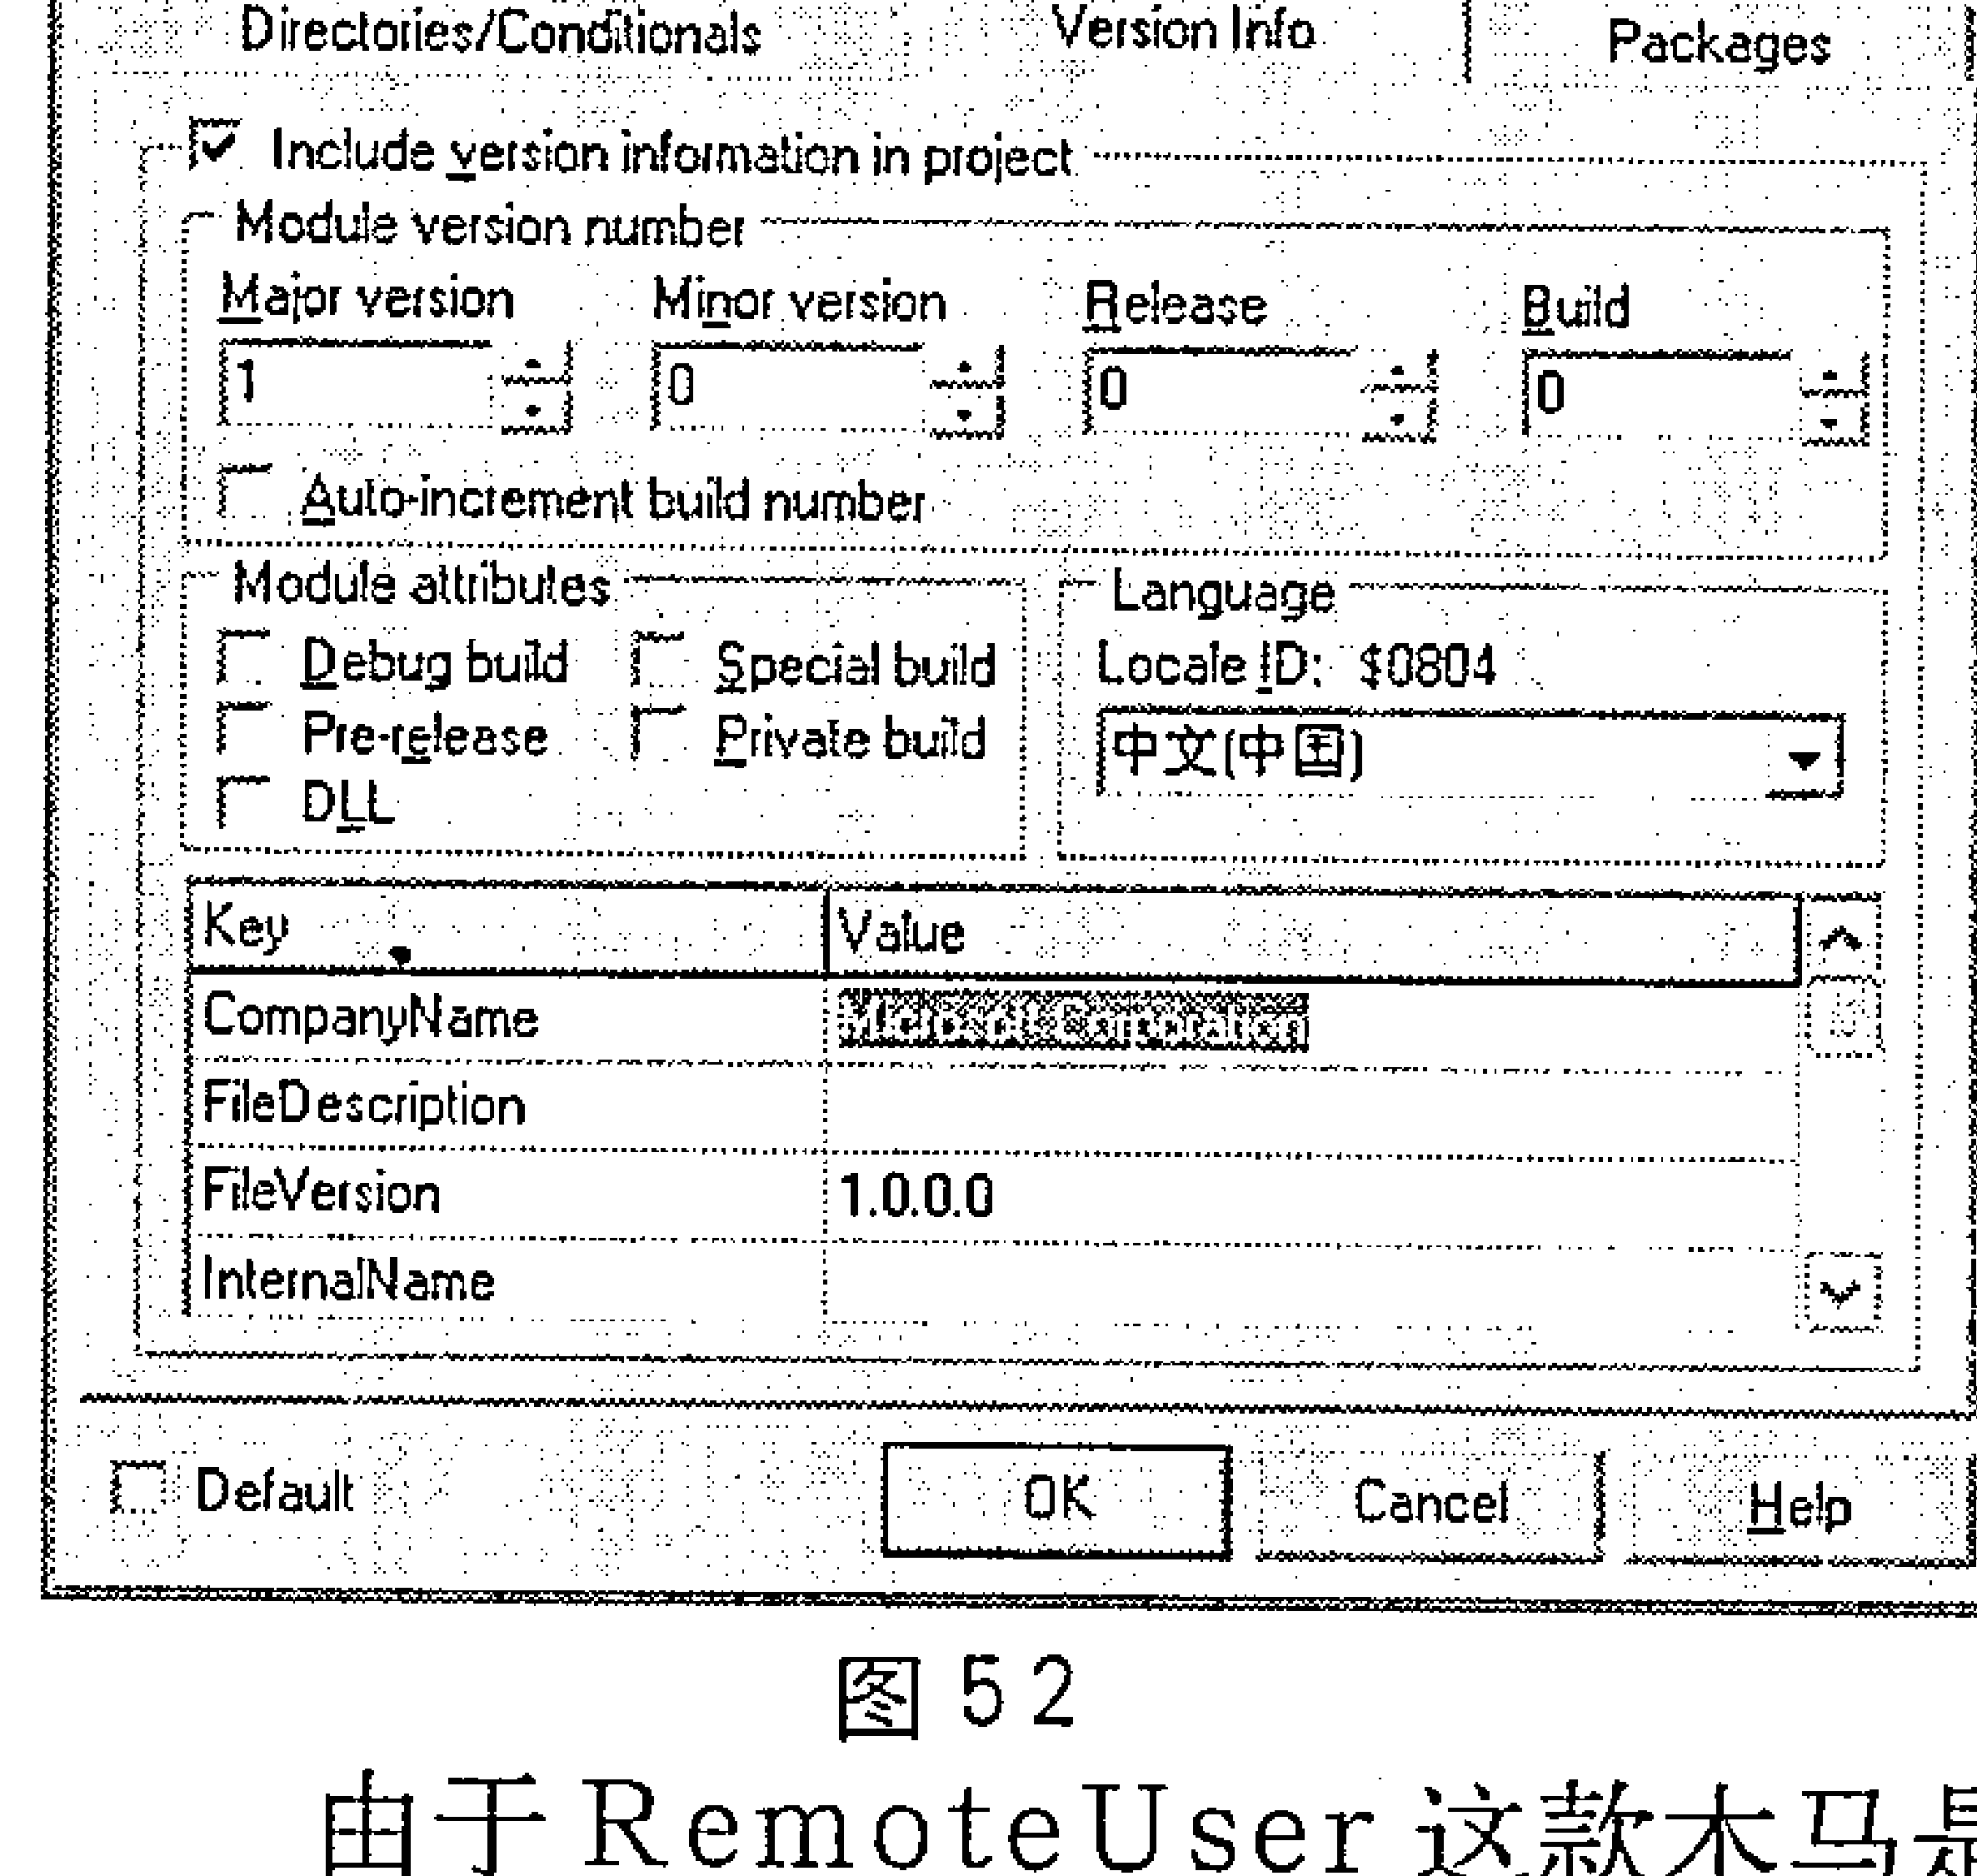 Directories/Conditionals Version Info Packages
Include version information in project
Module version number
Major version Minor version Release Build
1 0 0 0
Auto-increment build number
Module attributes Language
Debug build Special build Locale ID: $0804
Pre-release Private build 中文(中国)
DLL
Key Value
CompanyName Microsoft Corporation
FileDescription
FileVersion 1.0.0.0
InternalName
Default OK Cancel Help
图 52
由于 RemoteUser 这款木马是